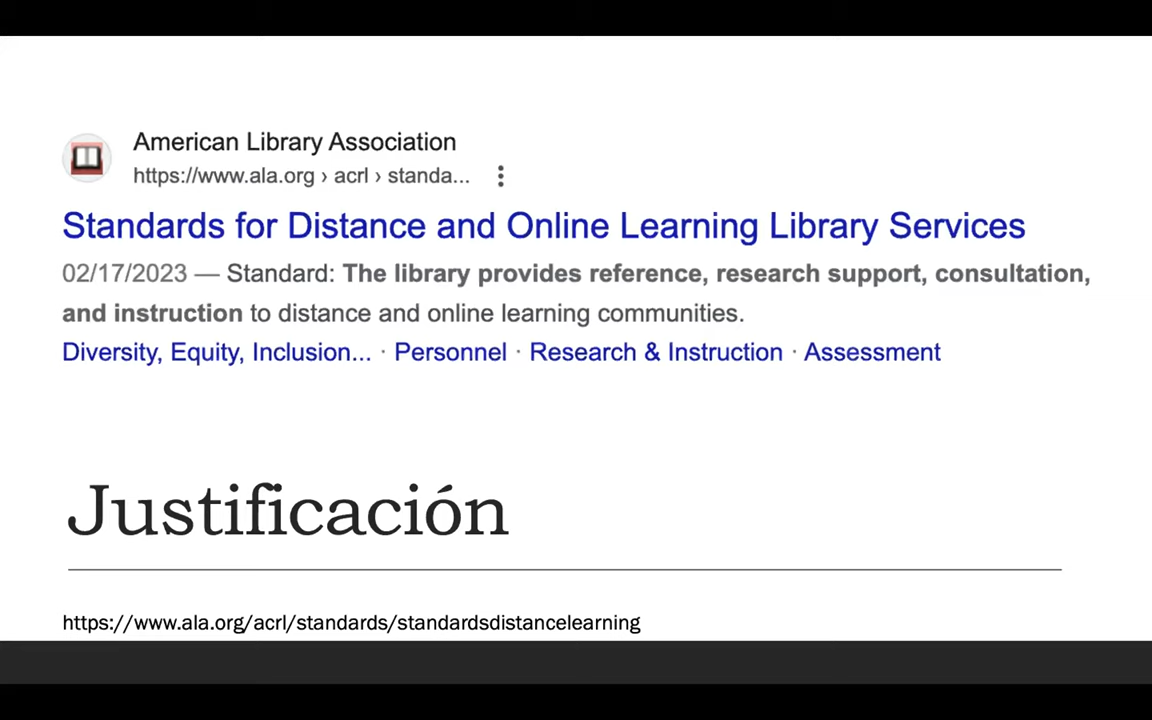 American Library Association
https://www.ala.org › acrl › standa...
Standards for Distance and Online Learning Library Services
02/17/2023 — Standard: The library provides reference, research support, consultation,
and instruction to distance and online learning communities.
Diversity, Equity, Inclusion... · Personnel · Research & Instruction · Assessment
Justificación
https://www.ala.org/acrl/standards/standardsdistancelearning